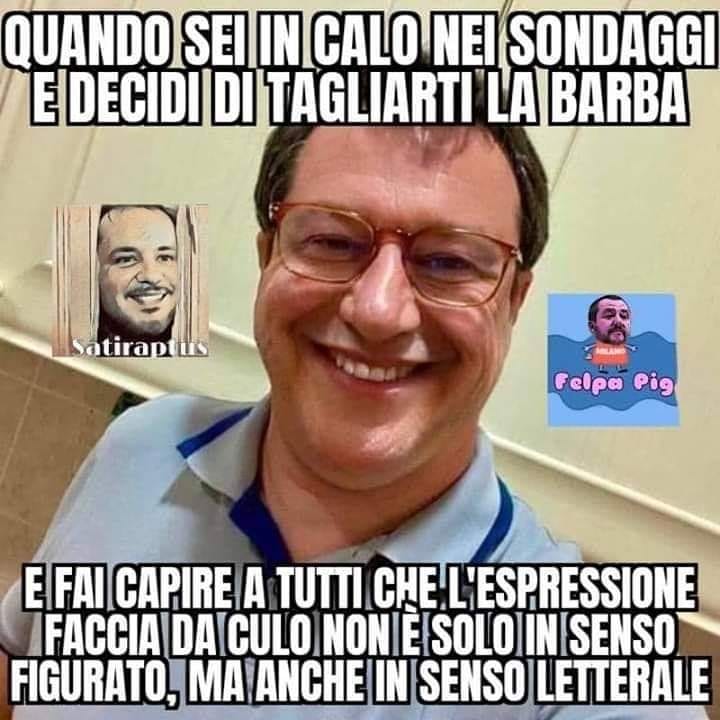 QUANDO SEI IN CALO NEI SONDAGGI
E DECIDI DI TAGLIARTI LA BARBA
Satiraptus
MILANO
Felpa Pig
E FAI CAPIRE A TUTTI CHE L'ESPRESSIONE
FACCIA DA CULO NON È SOLO IN SENSO
FIGURATO, MA ANCHE IN SENSO LETTERALE